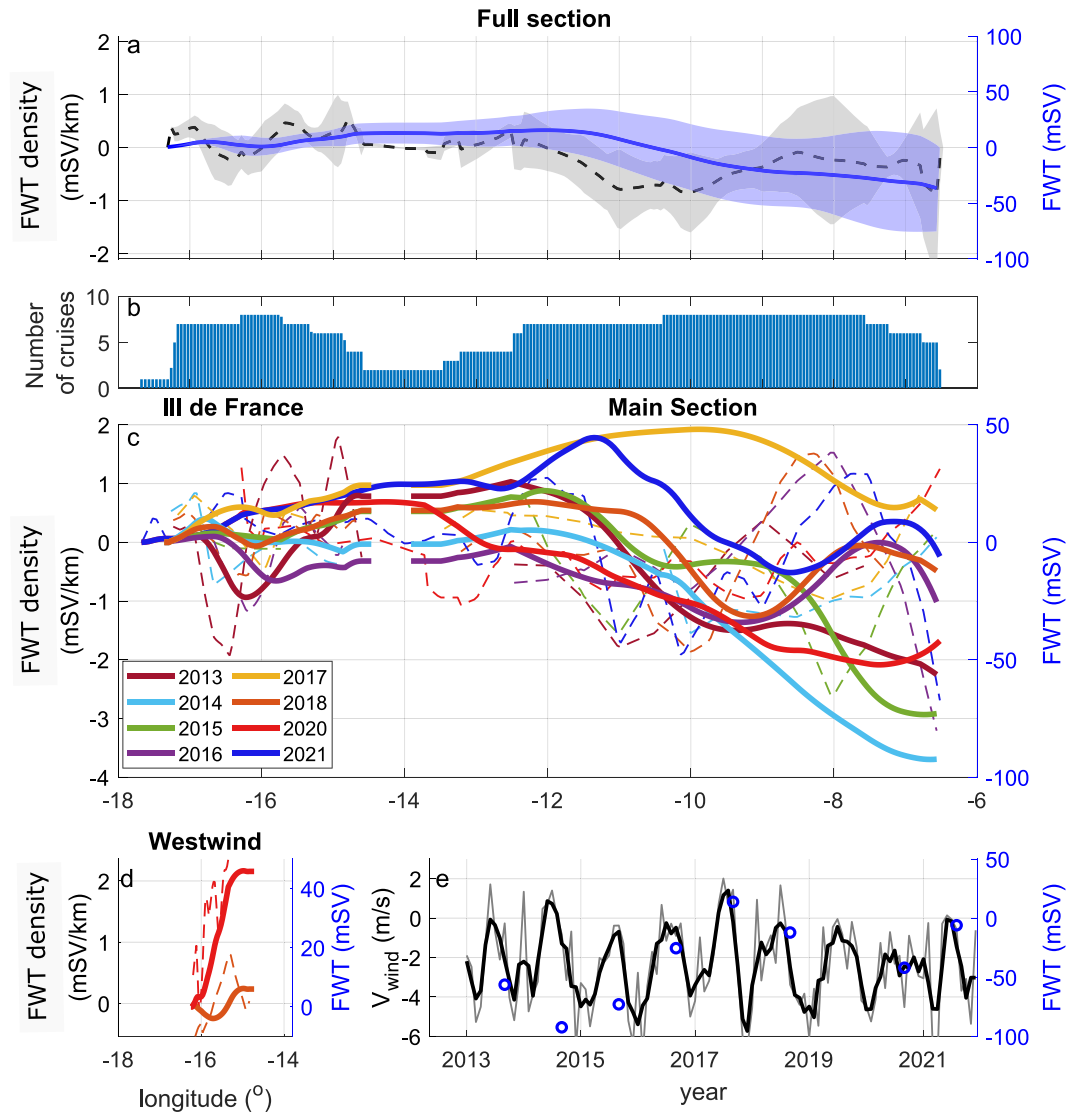 Full section
a
2
1
0
-1
-2
FWT density
(mSV/km)
100
50
0
-50
-100
FWT (mSV)
b
10
5
0
Number
of cruises
Ill de France
Main Section
c
2
1
0
-1
-2
-3
-4
FWT density
(mSV/km)
50
0
-50
-100
FWT (mSV)
2013
2014
2015
2016
2017
2018
2020
2021
-18
-16
-14
-12
-10
-8
-6
Westwind
d
2
1
0
FWT density
(mSV/km)
40
20
0
FWT (mSV)
-18
-16
-14
longitude (°)
e
2
0
-2
-4
-6
Vwind (m/s)
50
0
-50
-100
FWT (mSV)
2013
2015
2017
2019
2021
year